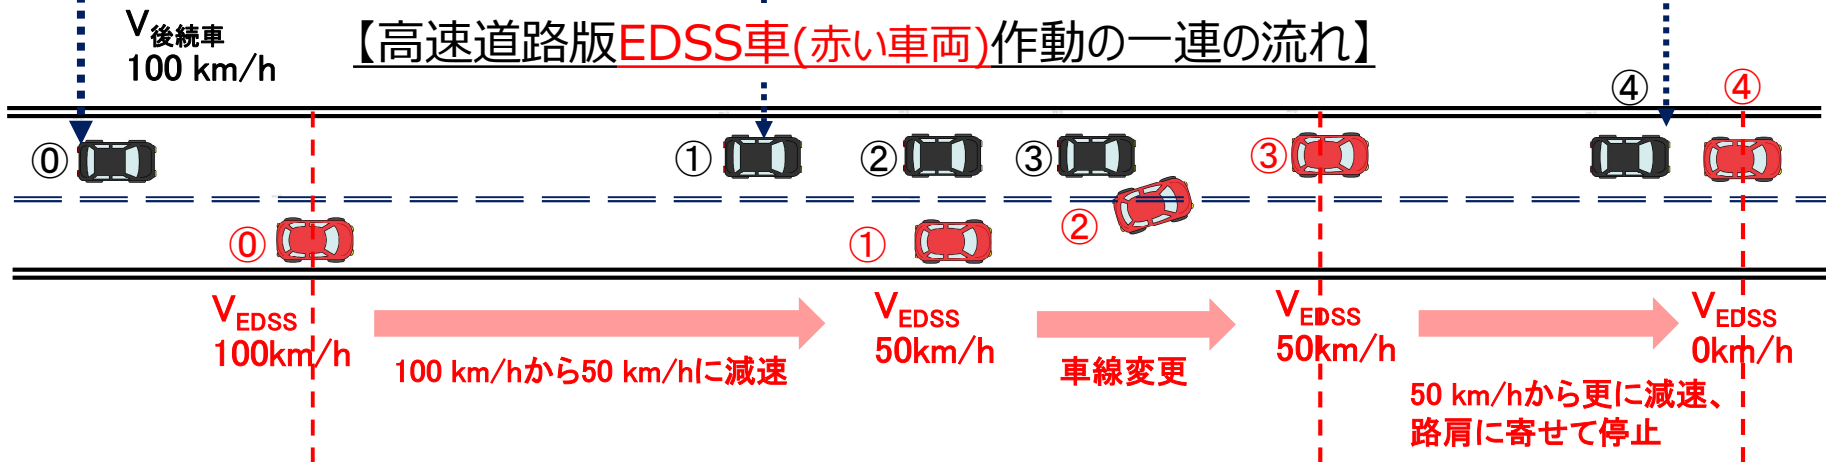 【高速道路版EDSS車(赤い車両)作動の一連の流れ】
V後続車
100 km/h
④ ④
⓪ ① ② ③ ③
⓪ ① ②
VEDSS
100km/h
100 km/hから50 km/hに減速
VEDSS
50km/h
車線変更
VEDSS
50km/h
50 km/hから更に減速、
路肩に寄せて停止
VEDSS
0km/h